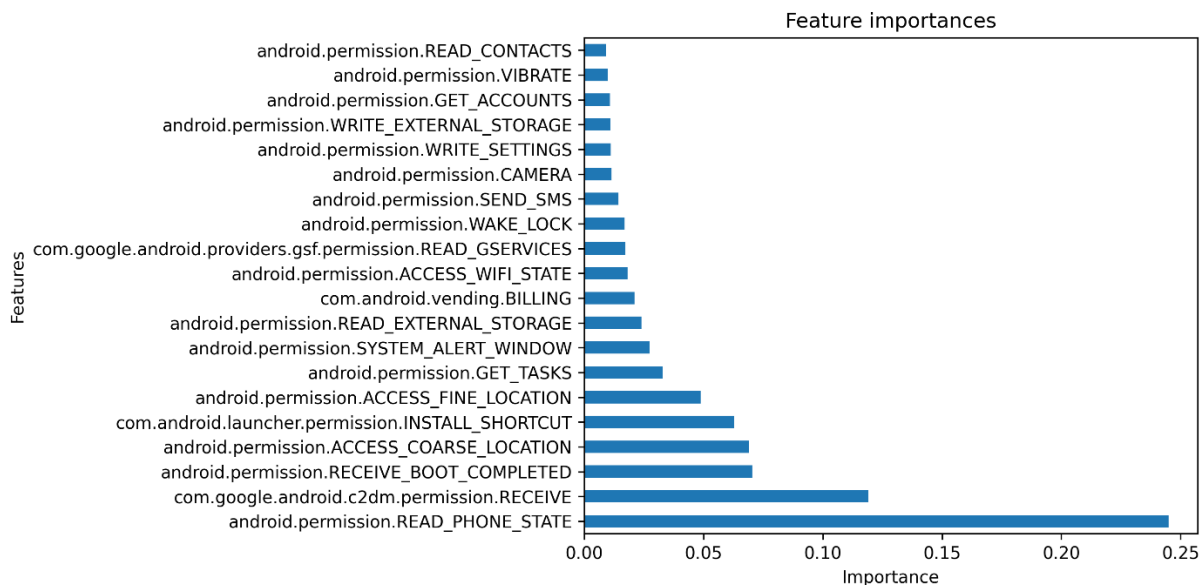 Feature importances
Features
android.permission.READ_CONTACTS
android.permission.VIBRATE
android.permission.GET_ACCOUNTS
android.permission.WRITE_EXTERNAL_STORAGE
android.permission.WRITE_SETTINGS
android.permission.CAMERA
android.permission.SEND_SMS
android.permission.WAKE_LOCK
com.google.android.providers.gsf.permission.READ_GSERVICES
android.permission.ACCESS_WIFI_STATE
com.android.vending.BILLING
android.permission.READ_EXTERNAL_STORAGE
android.permission.SYSTEM_ALERT_WINDOW
android.permission.GET_TASKS
android.permission.ACCESS_FINE_LOCATION
com.android.launcher.permission.INSTALL_SHORTCUT
android.permission.ACCESS_COARSE_LOCATION
android.permission.RECEIVE_BOOT_COMPLETED
com.google.android.c2dm.permission.RECEIVE
android.permission.READ_PHONE_STATE
0.00 0.05 0.10 0.15 0.20 0.25
Importance